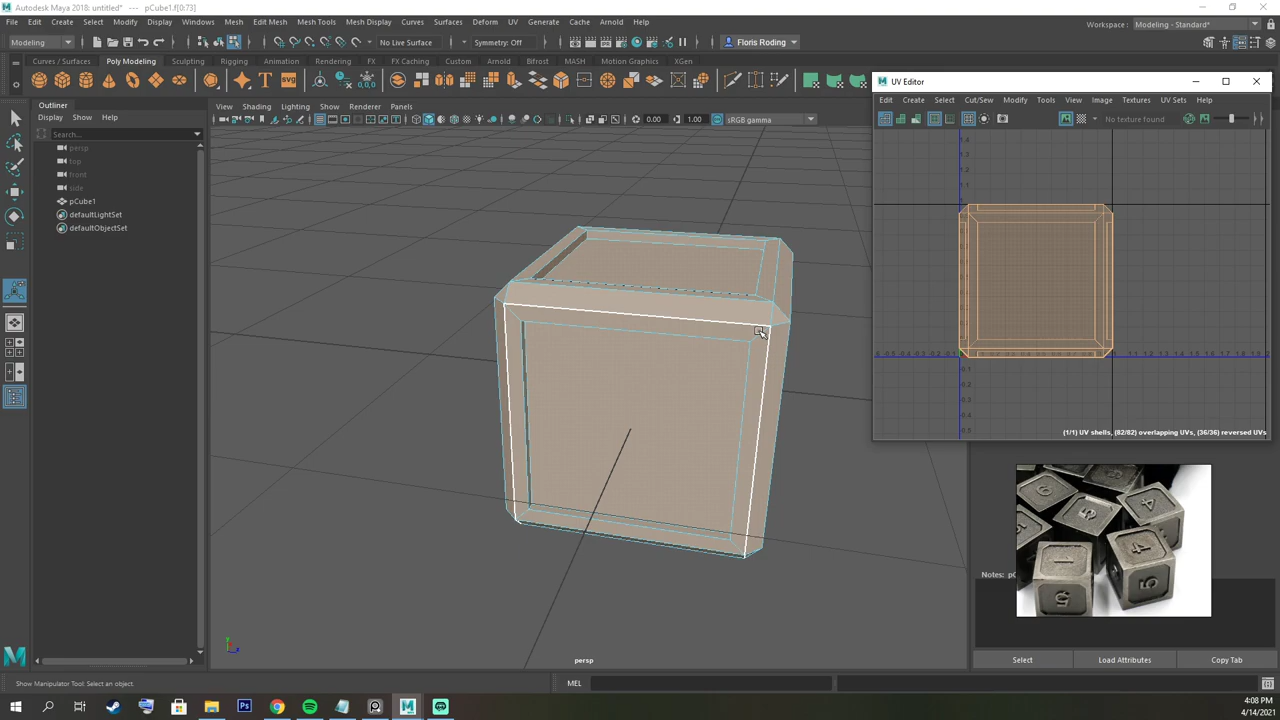 Autodesk Maya 2018: untitled*   ---   pCube1.f[0:73]
File Edit Create Select Modify Display Windows Mesh Edit Mesh Mesh Tools Mesh Display Curves Surfaces Deform UV Generate Cache Arnold Help
Workspace : Modeling - Standard*
Modeling No Live Surface Symmetry: Off Floris Roding
Curves / Surfaces Poly Modeling Sculpting Rigging Animation Rendering FX FX Caching Custom Arnold Bifrost MASH Motion Graphics XGen
SVG
Outliner
Display Show Help
Search...
persp
top
front
side
pCube1
defaultLightSet
defaultObjectSet
View Shading Lighting Show Renderer Panels
0.00 1.00 sRGB gamma
persp
UV Editor
Edit Create Select Cut/Sew Modify Tools View Image Textures UV Sets Help
No texture found
(1/1) UV shells, (82/82) overlapping UVs, (36/36) reversed UVs
Notes: pC
Select Load Attributes Copy Tab
Show Manipulator Tool: Select an object.
MEL
4:08 PM
4/14/2021